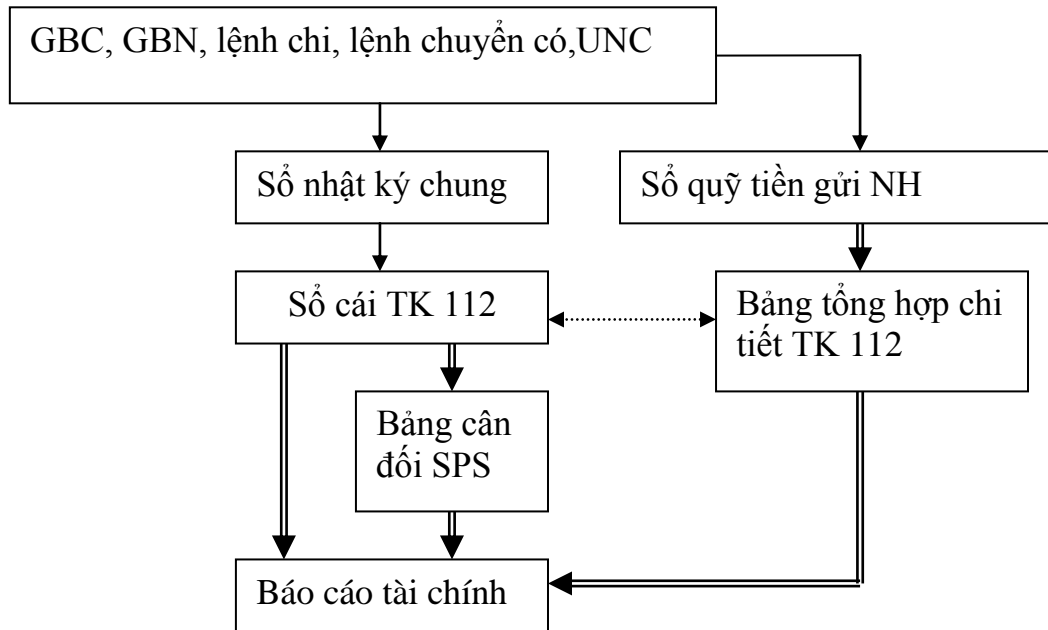 GBC, GBN, lệnh chi, lệnh chuyển có,UNC
Sổ nhật ký chung
Sổ quỹ tiền gửi NH
Sổ cái TK 112
Bảng tổng hợp chi
tiết TK 112
Bảng cân
đối SPS
Báo cáo tài chính